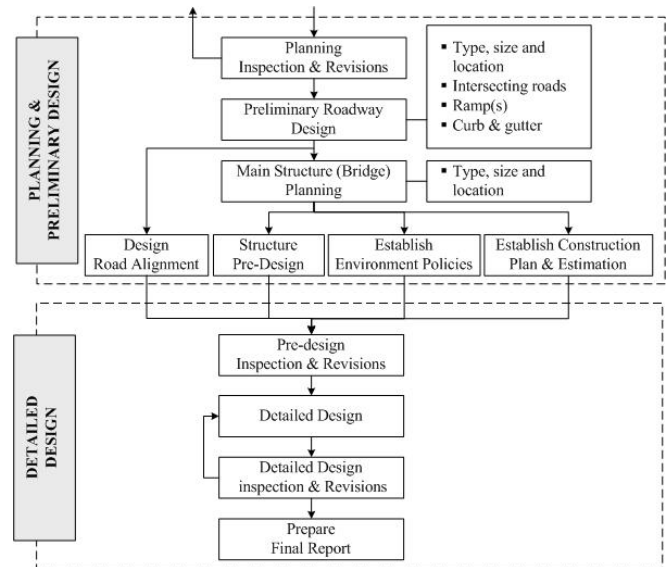 PLANNING &
PRELIMINARY DESIGN
Planning
Inspection & Revisions
▪ Type, size and
location
▪ Intersecting roads
▪ Ramp(s)
▪ Curb & gutter
Preliminary Roadway
Design
Main Structure (Bridge)
Planning
▪ Type, size and
location
Design
Road Alignment
Structure
Pre-Design
Establish
Environment Policies
Establish Construction
Plan & Estimation
DETAILED
DESIGN
Pre-design
Inspection & Revisions
Detailed Design
Detailed Design
inspection & Revisions
Prepare
Final Report